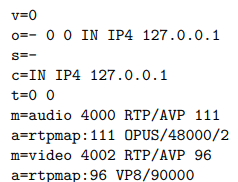 v=0
o=- 0 0 IN IP4 127.0.0.1
s=-
c=IN IP4 127.0.0.1
t=0 0
m=audio 4000 RTP/AVP 111
a=rtpmap:111 OPUS/48000/2
m=video 4002 RTP/AVP 96
a=rtpmap:96 VP8/90000